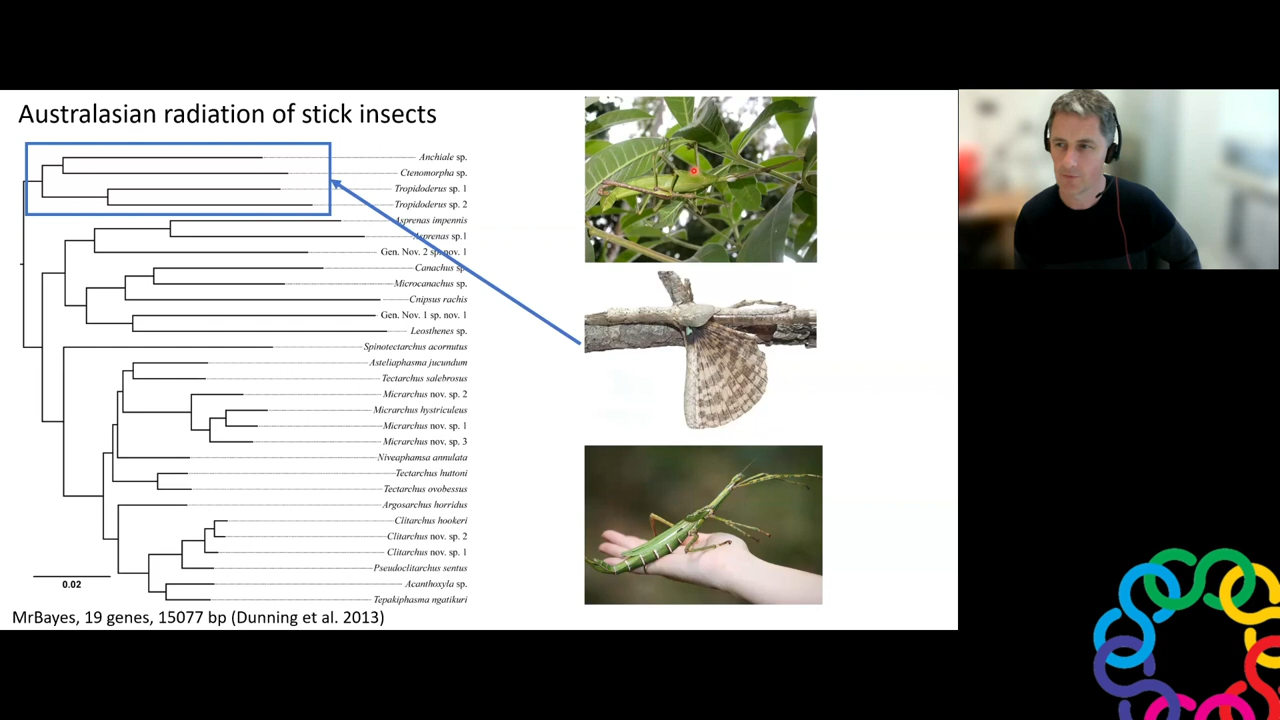 Australasian radiation of stick insects
Anchiale sp.
Ctenomorpha sp.
Tropidoderus sp. 1
Tropidoderus sp. 2
Asprenas impennis
Asprenas sp.1
Gen. Nov. 2 sp. nov. 1
Canachus sp.
Microcanachus sp.
Cnipsus rachis
Gen. Nov. 1 sp. nov. 1
Leosthenes sp.
Spinotectarchus acornutus
Asteliaphasma jucundum
Tectarchus salebrosus
Micrarchus nov. sp. 2
Micrarchus hystriculeus
Micrarchus nov. sp. 1
Micrarchus nov. sp. 3
Niveaphamsa annulata
Tectarchus huttoni
Tectarchus ovobessus
Argosarchus horridus
Clitarchus hookeri
Clitarchus nov. sp. 2
Clitarchus nov. sp. 1
Pseudoclitarchus sentus
Acanthoxyla sp.
Tepakiphasma ngatikuri
0.02
MrBayes, 19 genes, 15077 bp (Dunning et al. 2013)